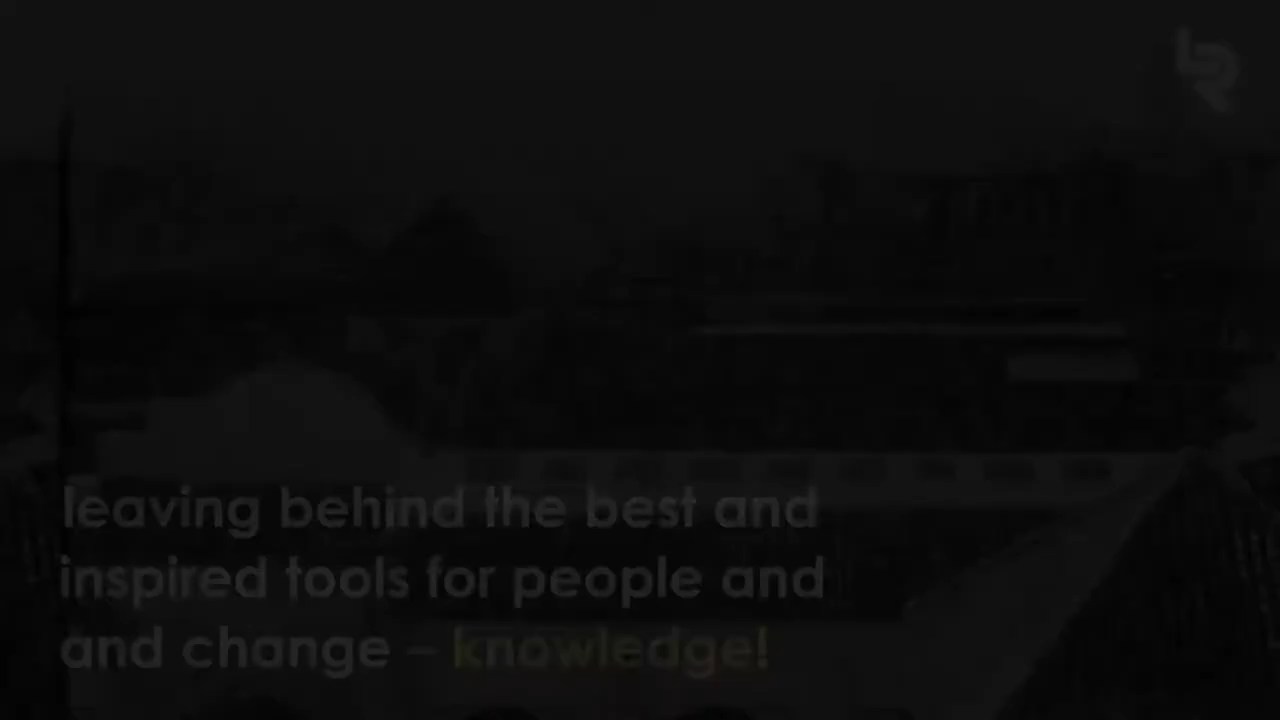 leaving behind the best and
inspired tools for people and
and change – knowledge!